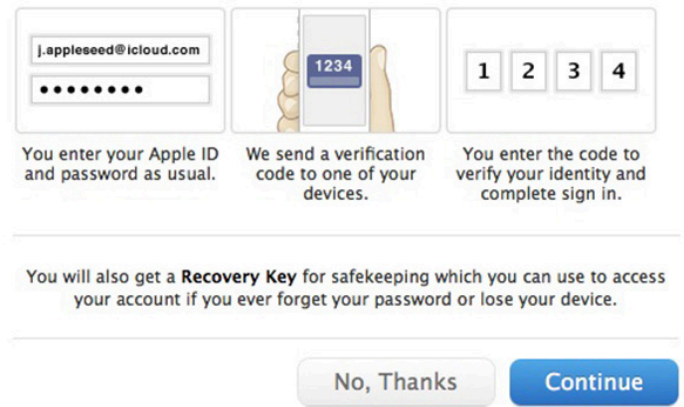 j.appleseed@icloud.com
••••••••
1234
1 2 3 4
You enter your Apple ID
and password as usual.
We send a verification
code to one of your
devices.
You enter the code to
verify your identity and
complete sign in.
You will also get a Recovery Key for safekeeping which you can use to access
your account if you ever forget your password or lose your device.
No, Thanks
Continue